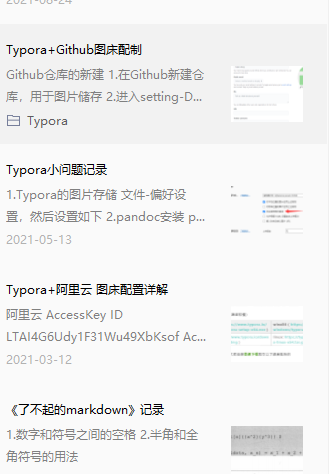 2021-08-24
Typora+Github图床配制
Github仓库的新建 1.在Github新建仓
库，用于图片储存 2.进入setting-D...
Typora
Typora小问题记录
1.Typora的图片存储 文件-偏好设
置，然后设置如下 2.pandoc安装 p...
2021-05-13
Typora+阿里云 图床配置详解
阿里云 AccessKey ID
LTAI4G6Udy1F31Wu49XbKsof Ac...
2021-03-12
《了不起的markdown》记录
1.数字和符号之间的空格 2.半角和全
角符号的用法